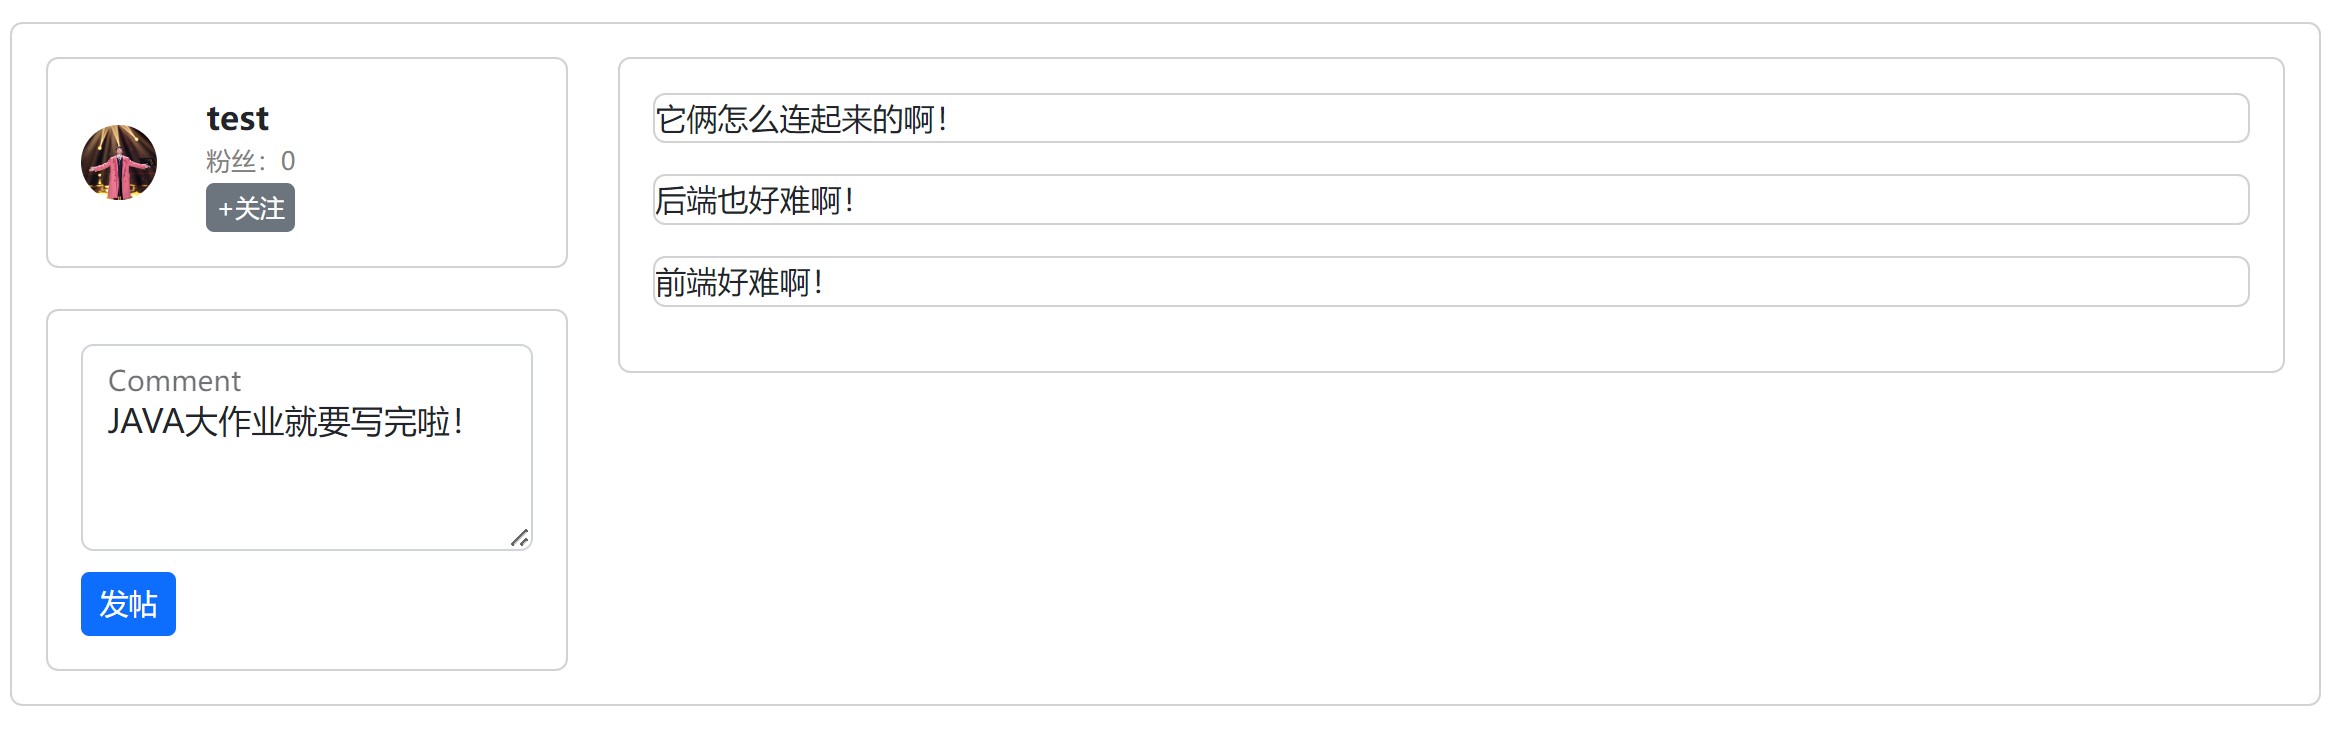 test
粉丝：0
+关注
Comment
JAVA大作业就要写完啦！
发帖
它俩怎么连起来的啊！
后端也好难啊！
前端好难啊！